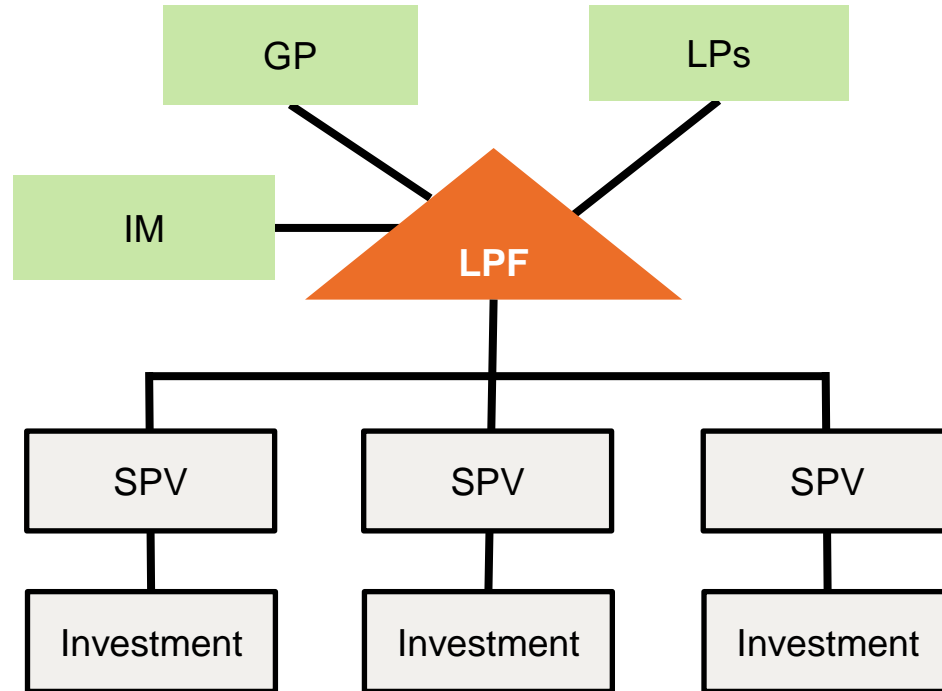 GP
LPs
IM
LPF
SPV
SPV
SPV
Investment
Investment
Investment